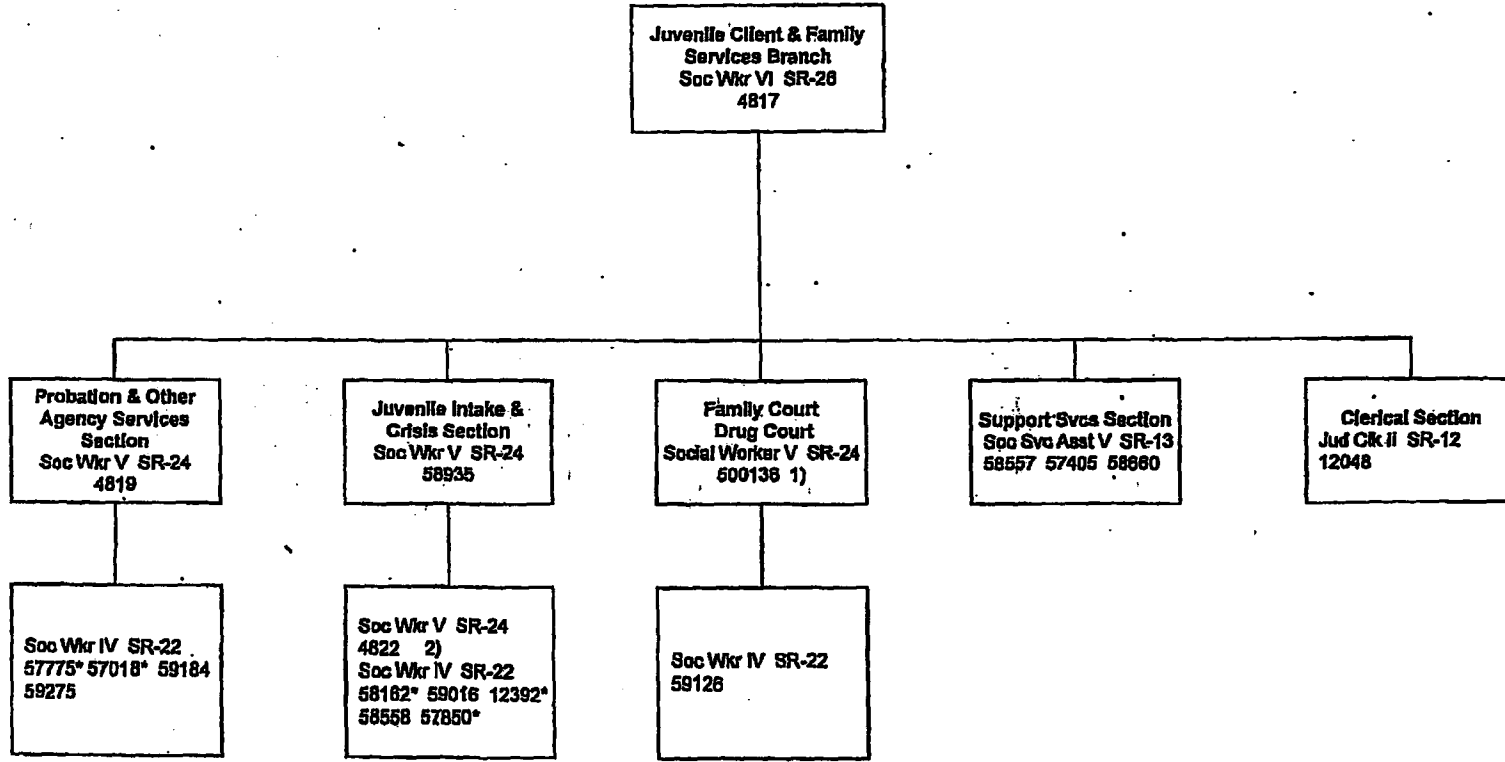 Juvenile Client & Family
Services Branch
Soc Wkr VI SR-26
4817
Probation & Other
Agency Services
Section
Soc Wkr V SR-24
4819
Juvenile Intake &
Crisis Section
Soc Wkr V SR-24
58935
Family Court
Drug Court
Social Worker V SR-24
500136 1)
Support Svcs Section
Soc Svc Asst V SR-13
58557 57405 58660
Clerical Section
Jud Clk II SR-12
12048
Soc Wkr IV SR-22
57775* 57018* 59184
59275
Soc Wkr V SR-24
4822 2)
Soc Wkr IV SR-22
58162* 59016 12392*
58558 57850*
Soc Wkr IV SR-22
59126